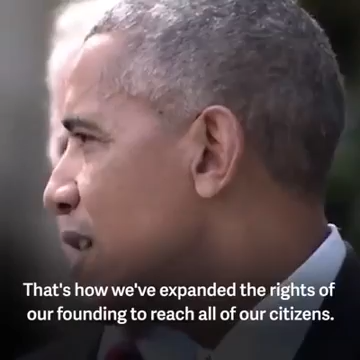 That's how we've expanded the rights of
our founding to reach all of our citizens.